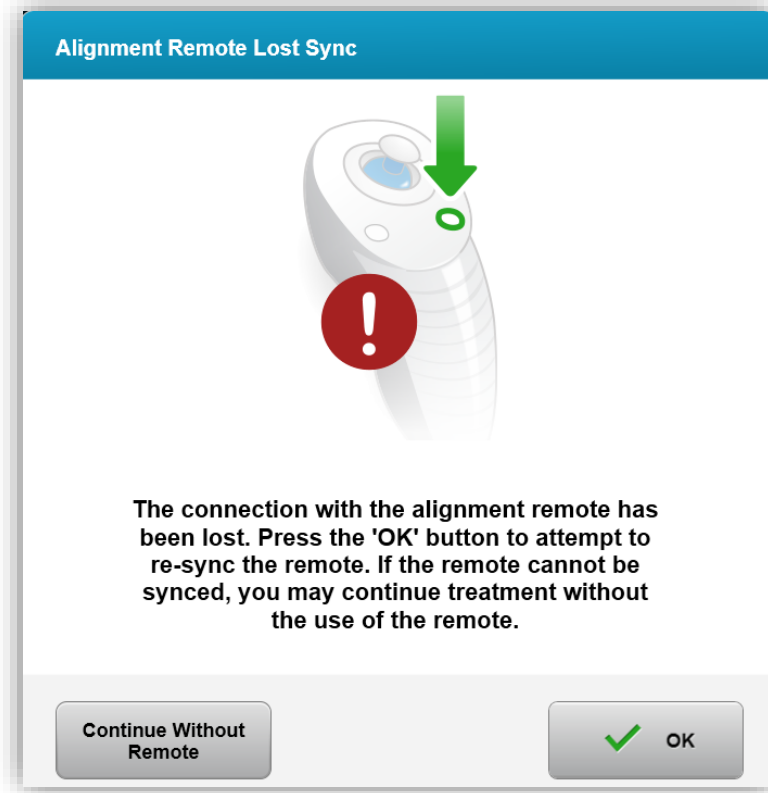 Alignment Remote Lost Sync
The connection with the alignment remote has
been lost. Press the 'OK' button to attempt to
re-sync the remote. If the remote cannot be
synced, you may continue treatment without
the use of the remote.
Continue Without
Remote
OK